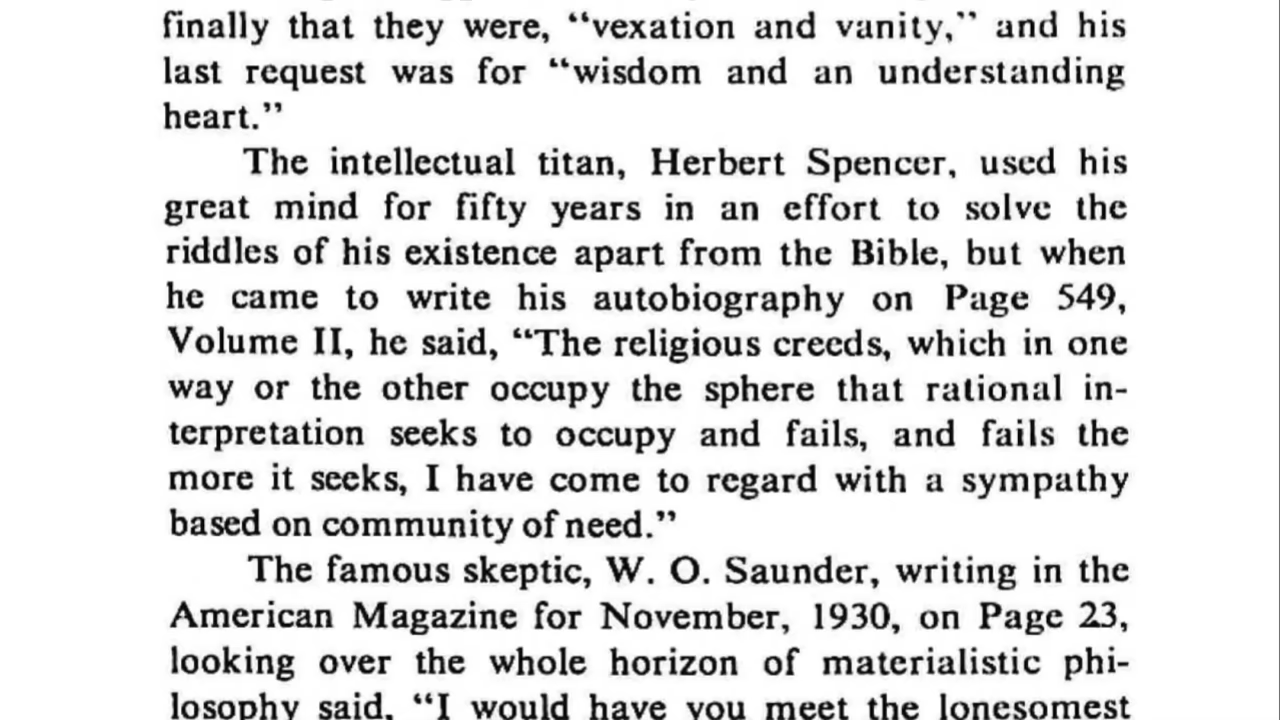 finally that they were, “vexation and vanity,” and his
last request was for “wisdom and an understanding
heart.”
The intellectual titan, Herbert Spencer, used his
great mind for fifty years in an effort to solve the
riddles of his existence apart from the Bible, but when
he came to write his autobiography on Page 549,
Volume II, he said, “The religious creeds, which in one
way or the other occupy the sphere that rational in-
terpretation seeks to occupy and fails, and fails the
more it seeks, I have come to regard with a sympathy
based on community of need.”
The famous skeptic, W. O. Saunder, writing in the
American Magazine for November, 1930, on Page 23,
looking over the whole horizon of materialistic phi-
losophy said, “I would have you meet the lonesomest